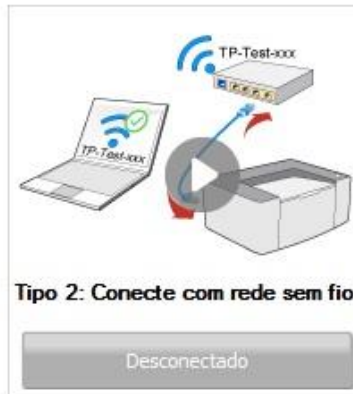 TP-Test-xxx
TP-Test-xxx
Tipo 2: Conecte com rede sem fio
Desconectado